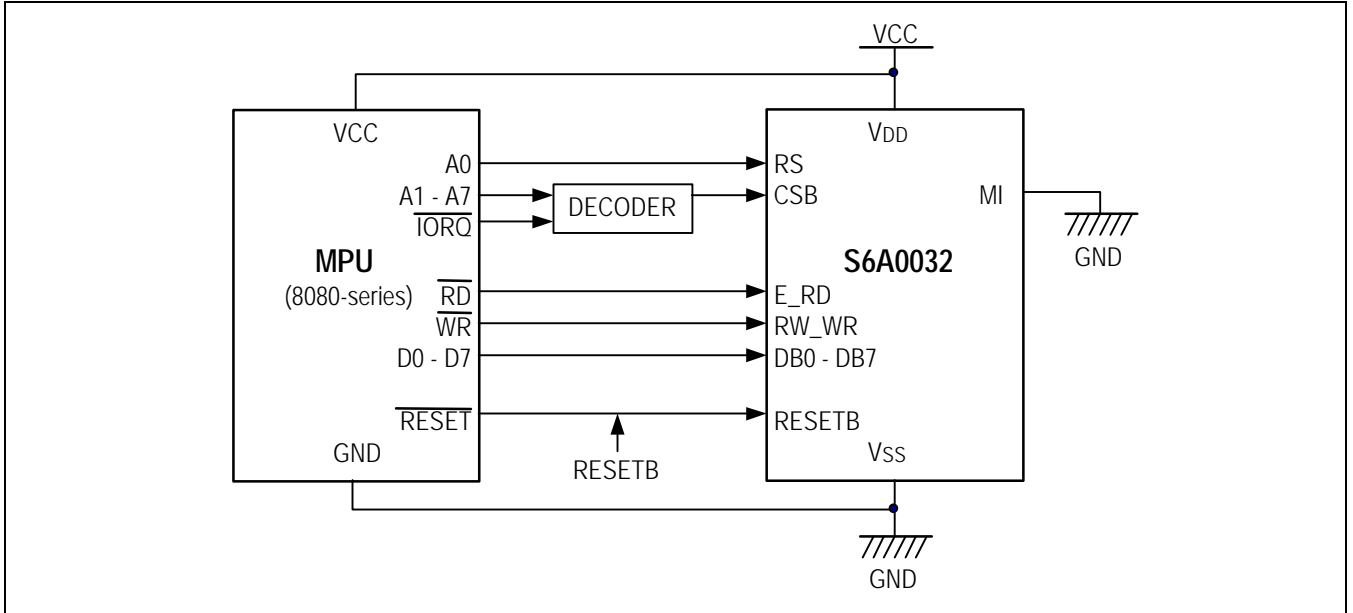 VCC
VCC
VDD
A0
RS
A1 - A7
DECODER
CSB
MI
IORQ
GND
MPU
S6A0032
(8080-series)
RD
E_RD
WR
RW_WR
D0 - D7
DB0 - DB7
RESET
RESETB
GND
RESETB
VSS
GND